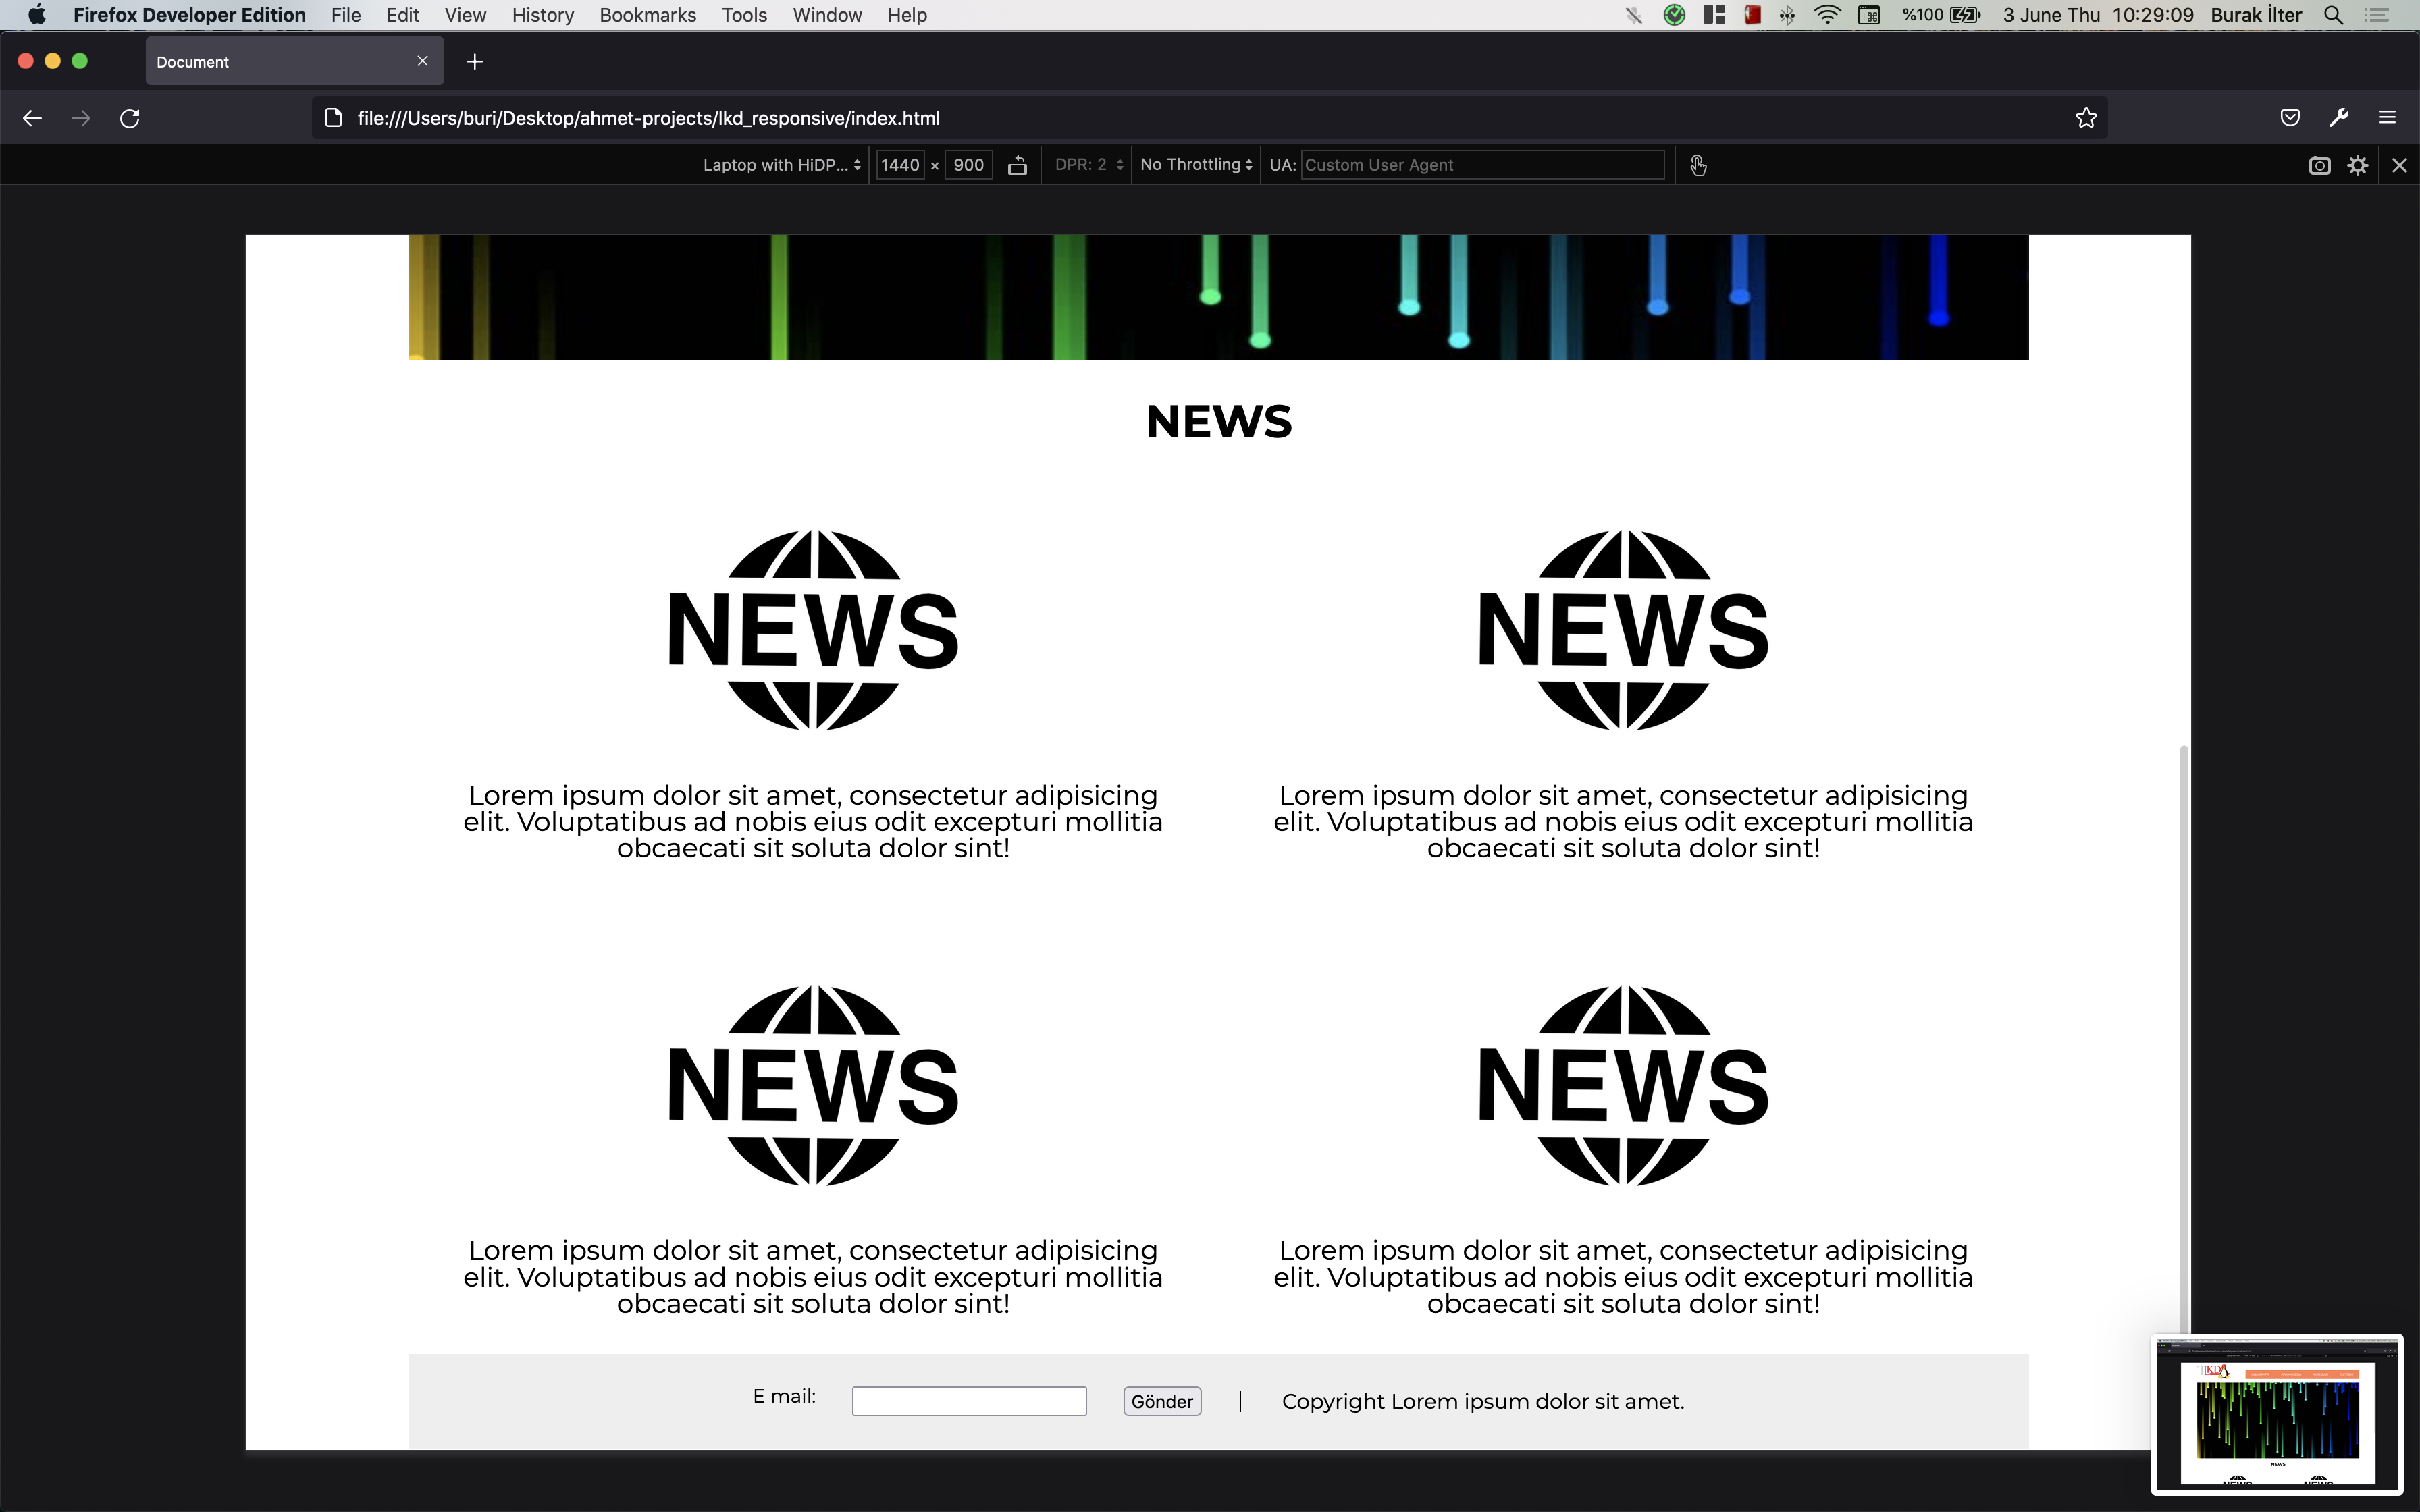 Firefox Developer Edition File Edit View History Bookmarks Tools Window Help %100 3 June Thu 10:29:09 Burak İlter
Document
file:///Users/buri/Desktop/ahmet-projects/lkd_responsive/index.html
Laptop with HiDP... 1440 × 900 DPR: 2 No Throttling UA: Custom User Agent
NEWS
NEWS
Lorem ipsum dolor sit amet, consectetur adipisicing
elit. Voluptatibus ad nobis eius odit excepturi mollitia
obcaecati sit soluta dolor sint!
NEWS
Lorem ipsum dolor sit amet, consectetur adipisicing
elit. Voluptatibus ad nobis eius odit excepturi mollitia
obcaecati sit soluta dolor sint!
NEWS
Lorem ipsum dolor sit amet, consectetur adipisicing
elit. Voluptatibus ad nobis eius odit excepturi mollitia
obcaecati sit soluta dolor sint!
NEWS
Lorem ipsum dolor sit amet, consectetur adipisicing
elit. Voluptatibus ad nobis eius odit excepturi mollitia
obcaecati sit soluta dolor sint!
E mail: Gönder | Copyright Lorem ipsum dolor sit amet.
LKD
NEWS
NEWS NEWS